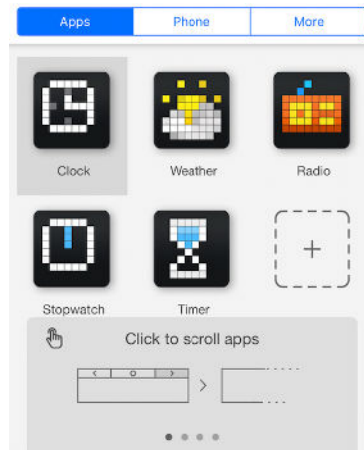 Apps Phone More
Clock Weather Radio
Stopwatch Timer
Click to scroll apps